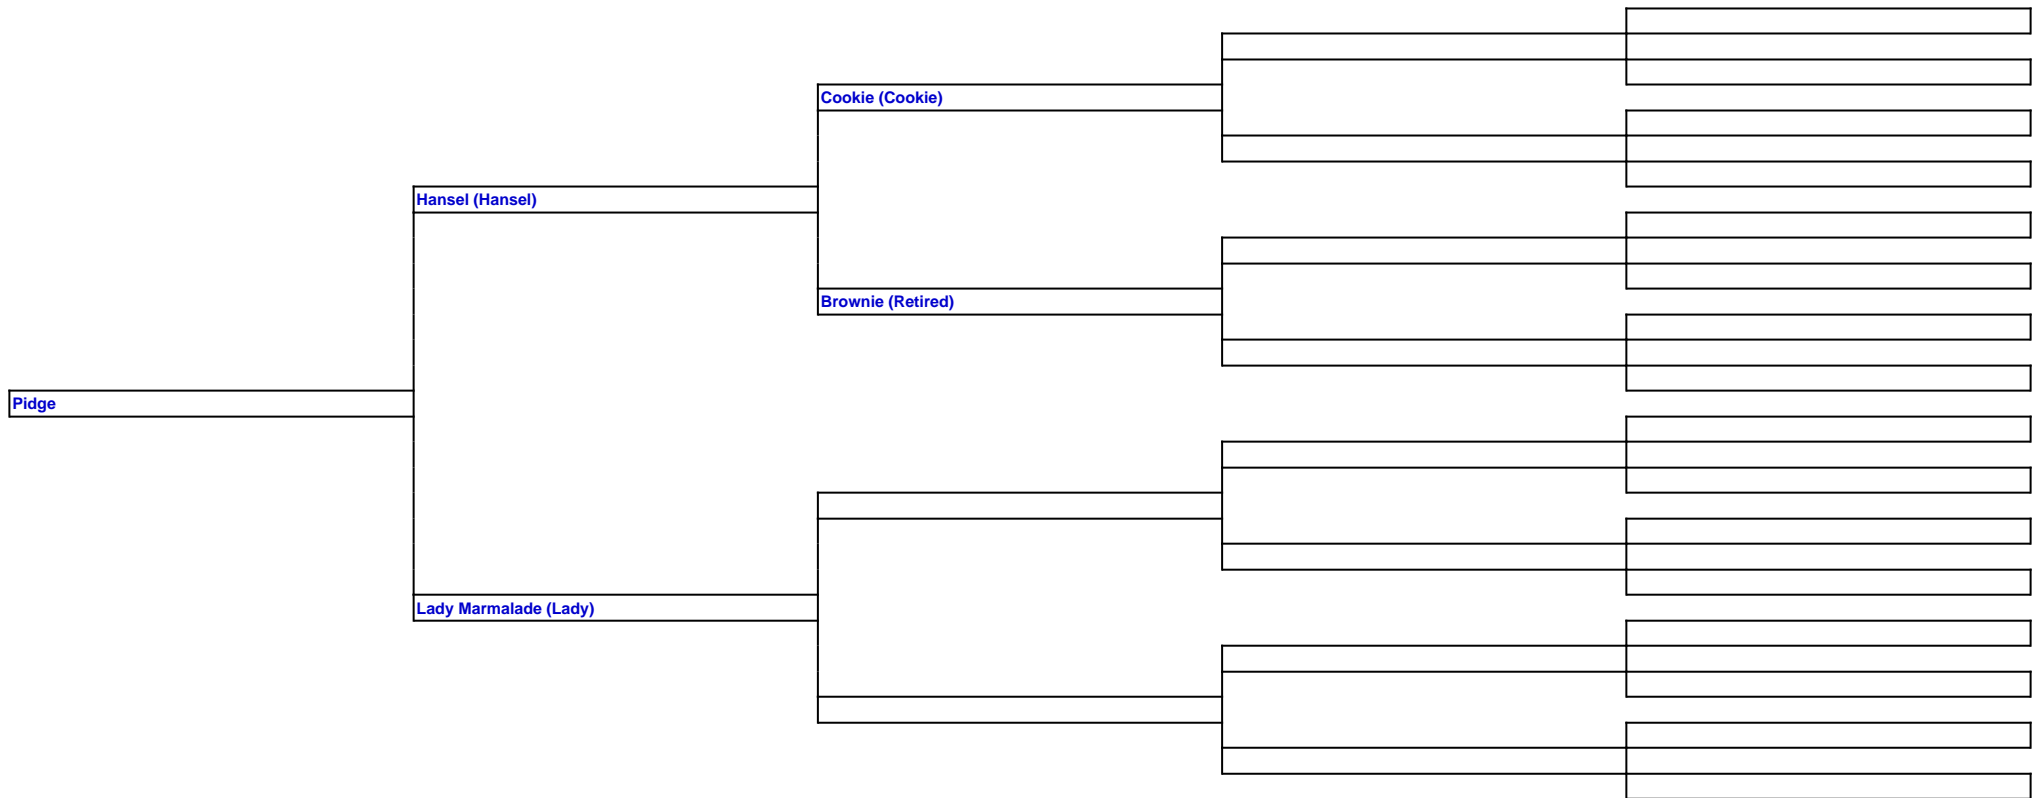 Cookie (Cookie)
Hansel (Hansel)
Brownie (Retired)
Pidge
Lady Marmalade (Lady)